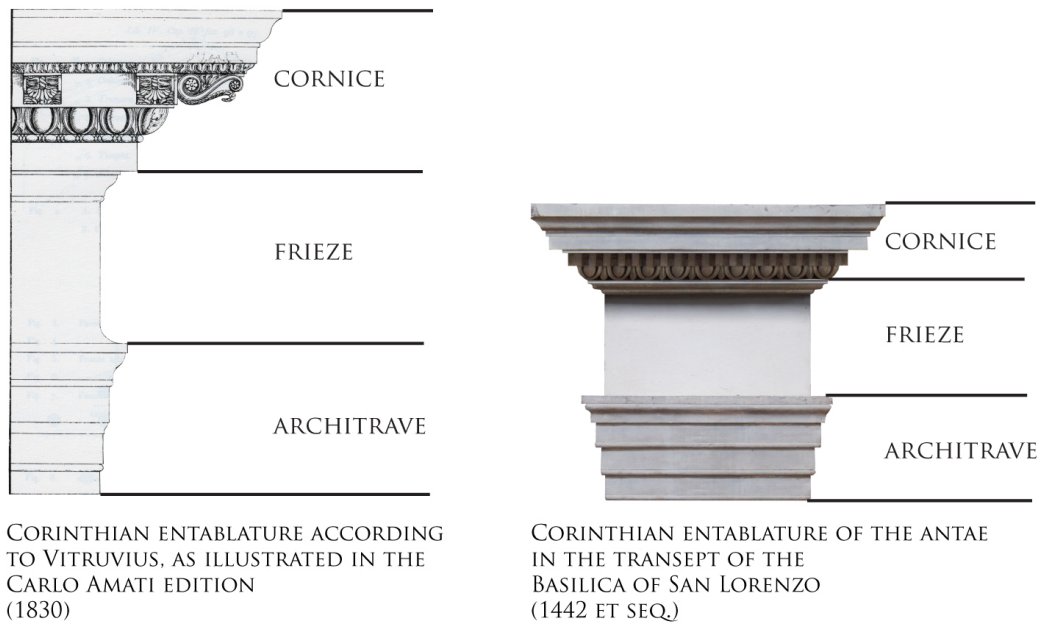 CORNICE
FRIEZE
ARCHITRAVE
CORINTHIAN ENTABLATURE ACCORDING
TO VITRUVIUS, AS ILLUSTRATED IN THE
CARLO AMATI EDITION
(1830)
CORNICE
FRIEZE
ARCHITRAVE
CORINTHIAN ENTABLATURE OF THE ANTAE
IN THE TRANSEPT OF THE
BASILICA OF SAN LORENZO
(1442 ET SEQ.)